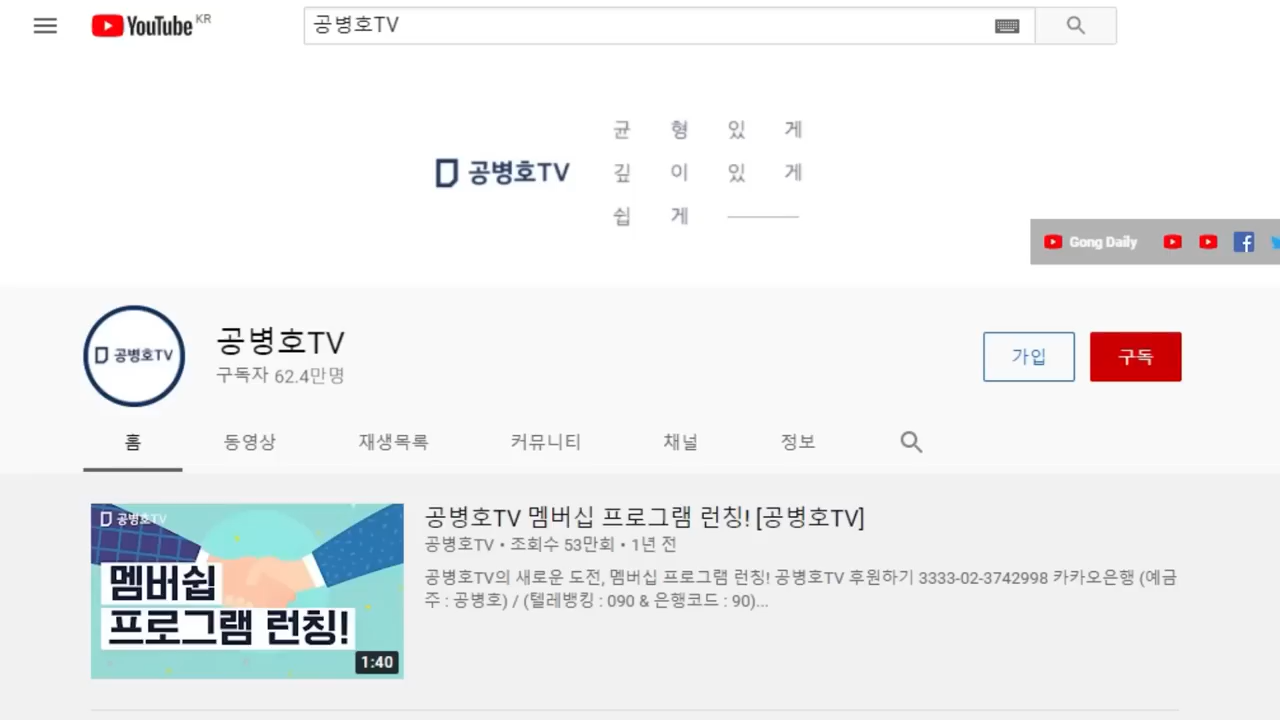 YouTube KR
공병호TV
균 형 있 게
공병호TV
깊 이 있 게
쉽 게
Gong Daily
공병호TV
공병호TV
구독자 62.4만명
가입
구독
홈 동영상 재생목록 커뮤니티 채널 정보
공병호TV
멤버쉽
프로그램 런칭!
1:40
공병호TV 멤버십 프로그램 런칭! [공병호TV]
공병호TV • 조회수 53만회 • 1년 전
공병호TV의 새로운 도전, 멤버십 프로그램 런칭! 공병호TV 후원하기 3333-02-3742998 카카오은행 (예금
주 : 공병호) / (텔레뱅킹 : 090 & 은행코드 : 90)...